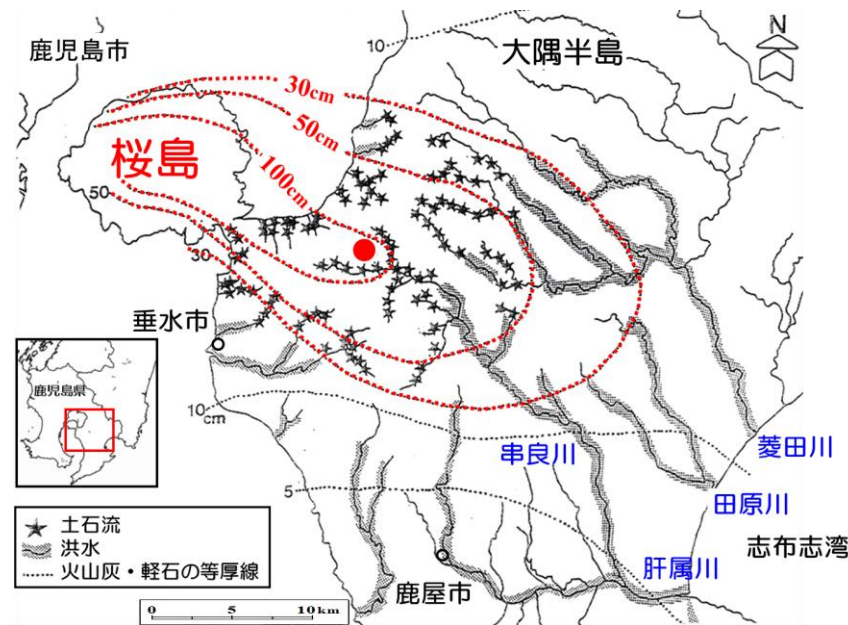 鹿児島市
10
大隅半島
N
30cm
50cm
桜島
100cm
50
30
垂水市
鹿児島県
10cm
串良川
菱田川
5
田原川
土石流
洪水
火山灰・軽石の等厚線
志布志湾
鹿屋市
肝属川
0 5 10km